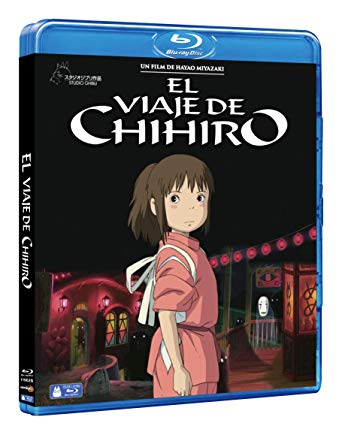 Blu-ray Disc
UN FILM DE HAYAO MIYAZAKI
スタジオジブリ作品
STUDIO GHIBLI
EL
VIAJE DE
CHIHIRO
EL VIAJE DE CHIHIRO